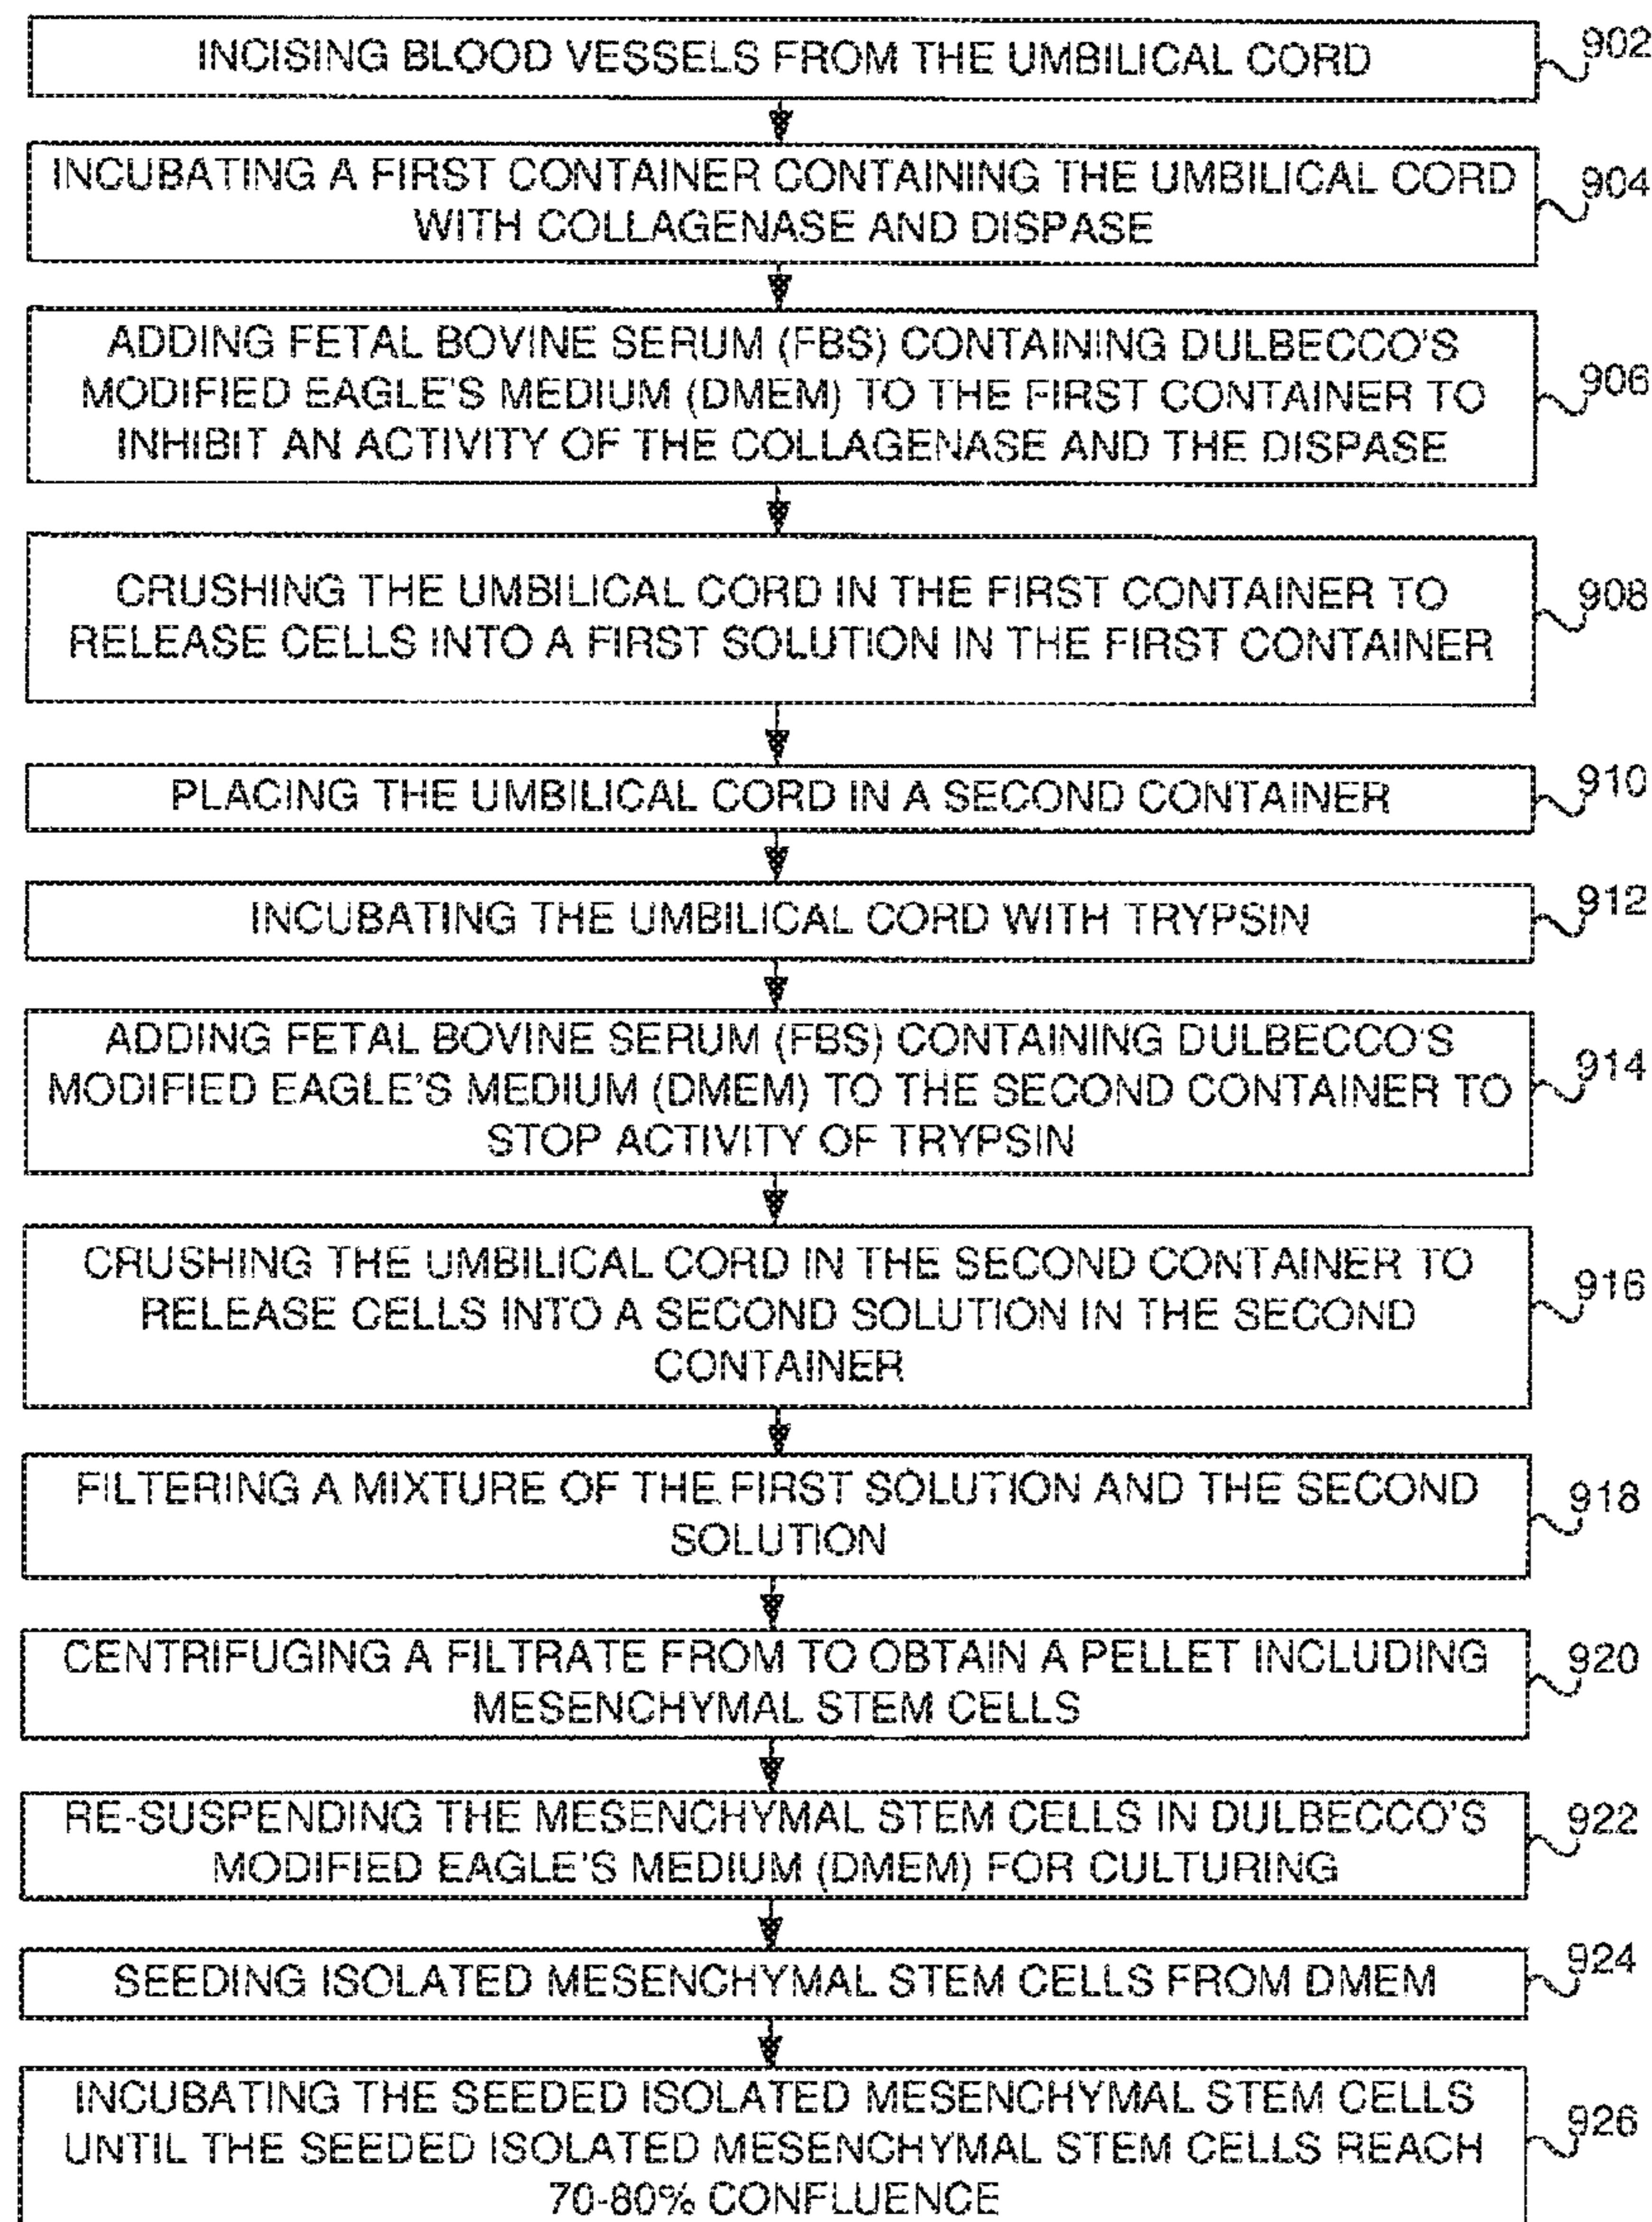 INCISING BLOOD VESSELS FROM THE UMBILICAL CORD
902
INCUBATING A FIRST CONTAINER CONTAINING THE UMBILICAL CORD
WITH COLLAGENASE AND DISPASE
904
ADDING FETAL BOVINE SERUM (FBS) CONTAINING DULBECCO'S
MODIFIED EAGLE'S MEDIUM (DMEM) TO THE FIRST CONTAINER TO
INHIBIT AN ACTIVITY OF THE COLLAGENASE AND THE DISPASE
906
CRUSHING THE UMBILICAL CORD IN THE FIRST CONTAINER TO
RELEASE CELLS INTO A FIRST SOLUTION IN THE FIRST CONTAINER
908
PLACING THE UMBILICAL CORD IN A SECOND CONTAINER
910
INCUBATING THE UMBILICAL CORD WITH TRYPSIN
912
ADDING FETAL BOVINE SERUM (FBS) CONTAINING DULBECCO'S
MODIFIED EAGLE'S MEDIUM (DMEM) TO THE SECOND CONTAINER TO
STOP ACTIVITY OF TRYPSIN
914
CRUSHING THE UMBILICAL CORD IN THE SECOND CONTAINER TO
RELEASE CELLS INTO A SECOND SOLUTION IN THE SECOND
CONTAINER
916
FILTERING A MIXTURE OF THE FIRST SOLUTION AND THE SECOND
SOLUTION
918
CENTRIFUGING A FILTRATE FROM TO OBTAIN A PELLET INCLUDING
MESENCHYMAL STEM CELLS
920
RE-SUSPENDING THE MESENCHYMAL STEM CELLS IN DULBECCO'S
MODIFIED EAGLE'S MEDIUM (DMEM) FOR CULTURING
922
SEEDING ISOLATED MESENCHYMAL STEM CELLS FROM DMEM
924
INCUBATING THE SEEDED ISOLATED MESENCHYMAL STEM CELLS
UNTIL THE SEEDED ISOLATED MESENCHYMAL STEM CELLS REACH
70-80% CONFLUENCE
926